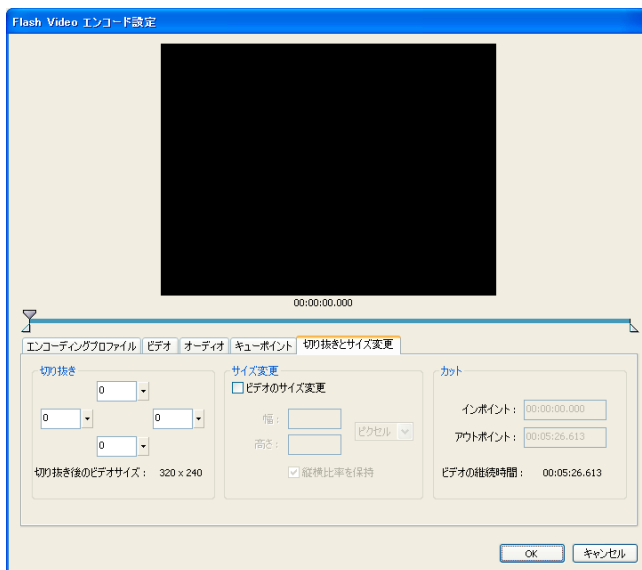 Flash Video エンコード設定
00:00:00.000
エンコーディングプロファイル ビデオ オーディオ キューポイント 切り抜きとサイズ変更
切り抜き
0
0 0
0
切り抜き後のビデオサイズ： 320 x 240
サイズ変更
ビデオのサイズ変更
幅：
高さ：
ピクセル
縦横比率を保持
カット
インポイント： 00:00:00.000
アウトポイント： 00:05:26.613
ビデオの継続時間： 00:05:26.613
OK キャンセル